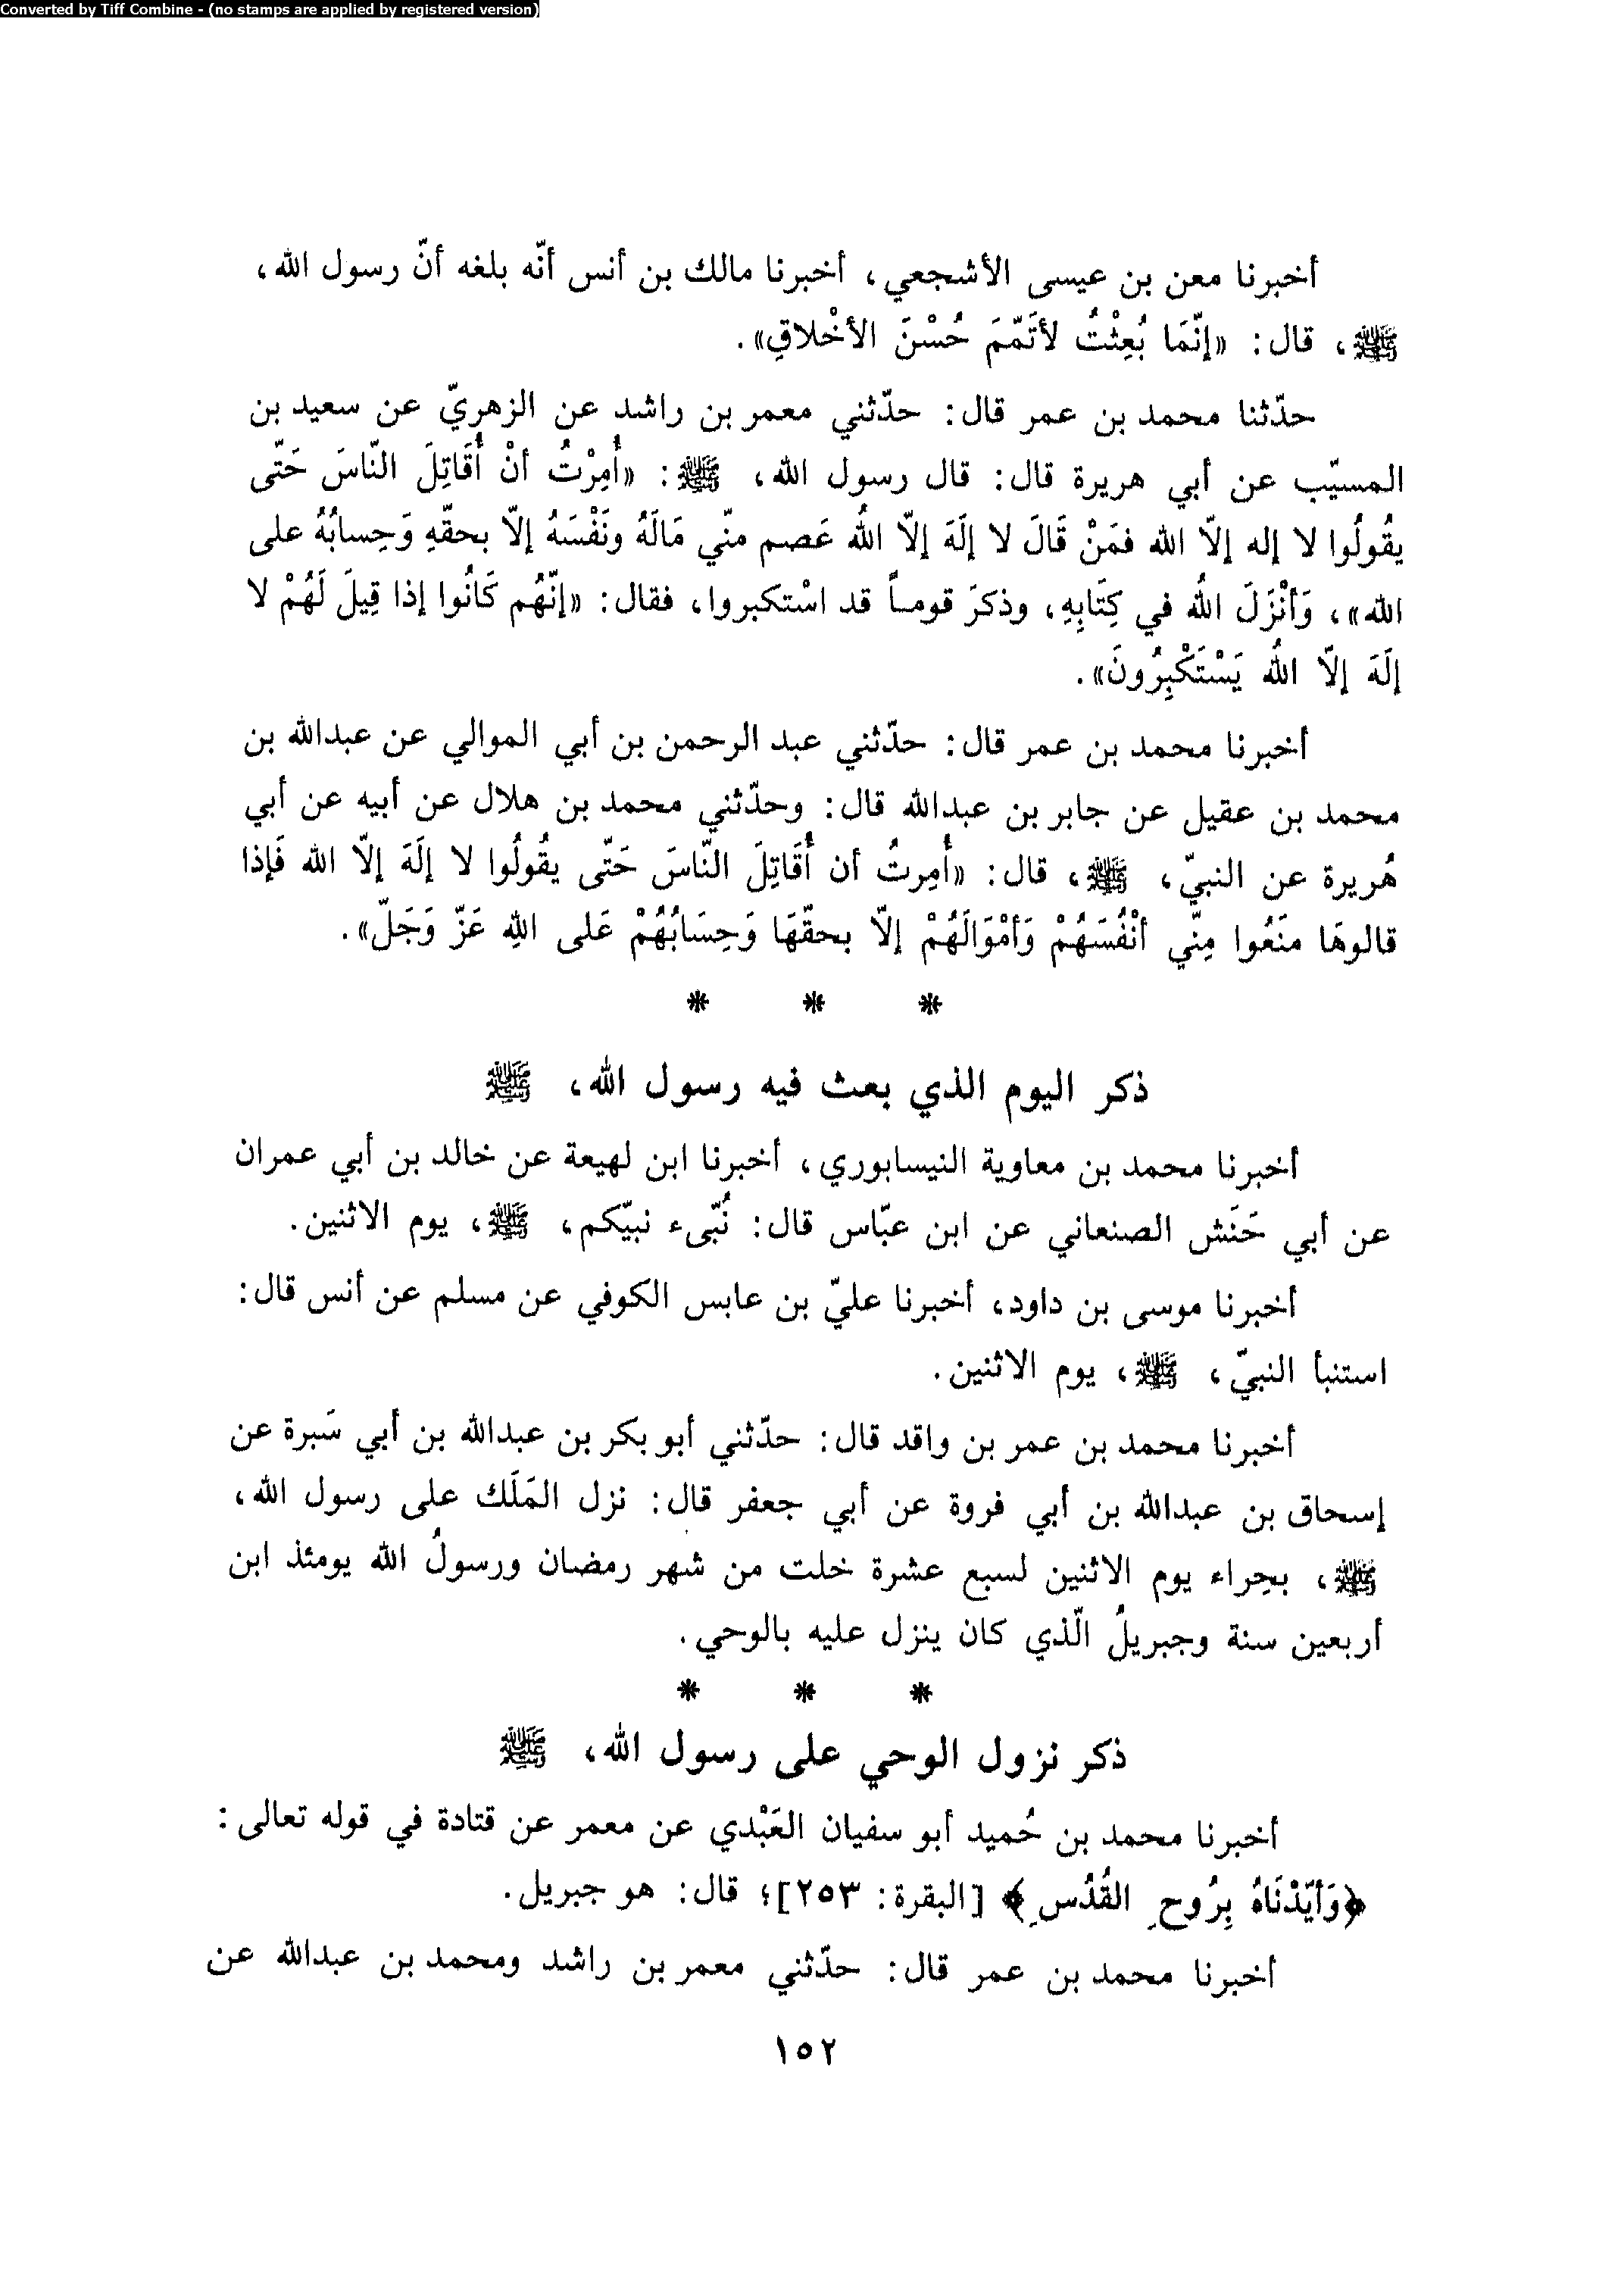 Converted by Tiff Combine - (no stamps are applied by registered version)
أخبرنا معن بن عيسى الأشجعي، أخبرنا مالك بن أنس أنّه بلغه أنّ رسول الله،
ﷺ، قال: «إنّمَا بُعِثْتُ لأتَمّمَ حُسْنَ الأخْلاقِ».
حدّثنا محمد بن عمر قال: حدّثني معمر بن راشد عن الزهريّ عن سعيد بن
المسيّب عن أبي هريرة قال: قال رسول الله، ﷺ: «أُمِرْتُ أنْ أُقَاتِلَ النّاسَ حَتّى
يقُولُوا لا إله إلاّ الله فمَنْ قَالَ لا إلَهَ إلاّ اللُه عَصم منّي مَالَهُ ونَفْسَهُ إلاّ بحقّهِ وَحِسابُهُ على
الله»، وَأنْزَلَ اللُه في كِتَابِهِ، وذكرَ قومـاً قد اسْتكبروا، فقال: «إنّهُم كَانُوا إذا قِيلَ لَهُمْ لا
إلَهَ إلاّ اللُه يَسْتَكْبِرُونَ».
أخبرنا محمد بن عمر قال: حدّثني عبد الرحمن بن أبي الموالي عن عبدالله بن
محمد بن عقيل عن جابر بن عبدالله قال: وحدّثني محمد بن هلال عن أبيه عن أبي
هُريرة عن النبيّ، ﷺ، قال: «أُمِرتُ أن أُقَاتِلَ النّاسَ حَتّى يقُولُوا لا إلَهَ إلاّ الله فَإذا
قالوهَا منَعُوا مِنّي أنْفُسَهُمْ وَأمْوَالَهُمْ إلاّ بحقّهَا وَحِسَابُهُمْ عَلى اللهِ عَزّ وَجَلّ».
* * *
ذكر اليوم الذي بعث فيه رسول الله، ﷺ
أخبرنا محمد بن معاوية النيسابوري، أخبرنا ابن لهيعة عن خالد بن أبي عمران
عن أبي حَنَش الصنعاني عن ابن عبّاس قال: نُبّىء نبيّكم، ﷺ، يوم الاثنين.
أخبرنا موسى بن داود، أخبرنا عليّ بن عابس الكوفي عن مسلم عن أنس قال:
استنبأ النبيّ، ﷺ، يوم الاثنين.
أخبرنا محمد بن عمر بن واقد قال: حدّثني أبو بكر بن عبدالله بن أبي سَبرة عن
إسحاق بن عبدالله بن أبي فروة عن أبي جعفر قال: نزل المَلَك على رسول الله،
ﷺ، بحِراء يوم الاثنين لسبع عشرة خلت من شهر رمضان ورسولُ الله يومئذ ابن
أربعين سنة وجبريلُ الّذي كان ينزل عليه بالوحي.
* * *
ذكر نزول الوحي على رسول الله، ﷺ
أخبرنا محمد بن حُميد أبو سفيان العَبْدي عن معمر عن قتادة في قوله تعالى:
﴿وَأيّدْنَاهُ بِرُوحِ القُدُسِ﴾ [البقرة: ٢٥٣]؛ قال: هو جبريل.
أخبرنا محمد بن عمر قال: حدّثني معمر بن راشد ومحمد بن عبدالله عن
١٥٢